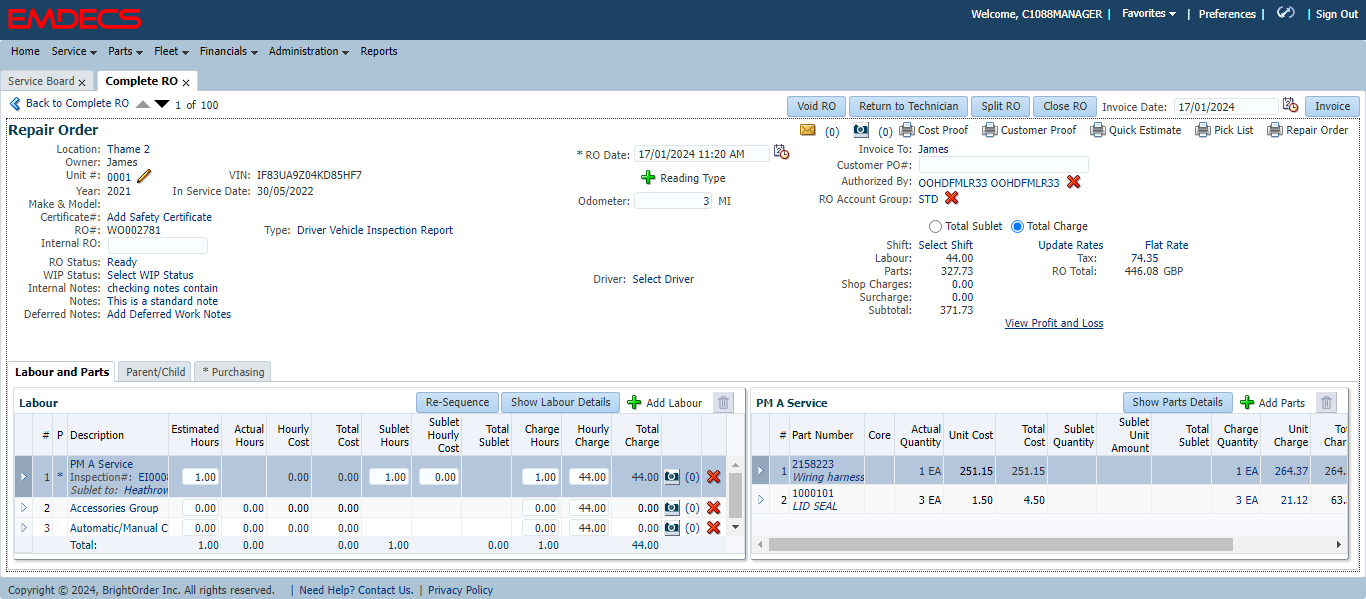 EMDECS
Welcome, C1088MANAGER | Favorites | Preferences | | Sign Out
Home Service Parts Fleet Financials Administration Reports
Service Board x Complete RO x
Back to Complete RO 1 of 100
Void RO Return to Technician Split RO Close RO Invoice Date: 17/01/2024 Invoice
Repair Order
(0) (0) Cost Proof Customer Proof Quick Estimate Pick List Repair Order
Location: Thame 2
Owner: James
Unit #: 0001 VIN: IF83UA9Z04KD85HF7
Year: 2021 In Service Date: 30/05/2022
Make & Model:
Certificate#: Add Safety Certificate
RO#: WO002781 Type: Driver Vehicle Inspection Report
Internal RO:
RO Status: Ready
WIP Status: Select WIP Status
Internal Notes: checking notes contain
Notes: This is a standard note
Deferred Notes: Add Deferred Work Notes
* RO Date: 17/01/2024 11:20 AM
Reading Type
Odometer: 3 MI
Driver: Select Driver
Invoice To: James
Customer PO#:
Authorized By: OOHDFMLR33 OOHDFMLR33
RO Account Group: STD
Total Sublet Total Charge
Shift: Select Shift Update Rates Flat Rate
Labour: 44.00 Tax: 74.35
Parts: 327.73 RO Total: 446.08 GBP
Shop Charges: 0.00
Surcharge: 0.00
Subtotal: 371.73
View Profit and Loss
Labour and Parts Parent/Child * Purchasing
Labour Re-Sequence Show Labour Details Add Labour
# P Description Estimated Hours Actual Hours Hourly Cost Total Cost Sublet Hours Sublet Hourly Cost Total Sublet Charge Hours Hourly Charge Total Charge
1 * PM A Service 1.00 0.00 0.00 1.00 0.00 1.00 44.00 44.00 (0)
Inspection#: EI0008
Sublet to: Heathrow
2 Accessories Group 0.00 0.00 0.00 0.00 0.00 44.00 0.00 (0)
3 Automatic/Manual C 0.00 0.00 0.00 0.00 0.00 44.00 0.00 (0)
Total: 1.00 0.00 0.00 1.00 0.00 1.00 44.00
PM A Service Show Parts Details Add Parts
# Part Number Core Actual Quantity Unit Cost Total Cost Sublet Quantity Sublet Unit Amount Total Sublet Charge Quantity Unit Charge Tot Char
1 2158223 1 EA 251.15 251.15 1 EA 264.37 264.
Wiring harness
2 1000101 3 EA 1.50 4.50 3 EA 21.12 63.
LID SEAL
Copyright © 2024, BrightOrder Inc. All rights reserved. | Need Help? Contact Us. | Privacy Policy